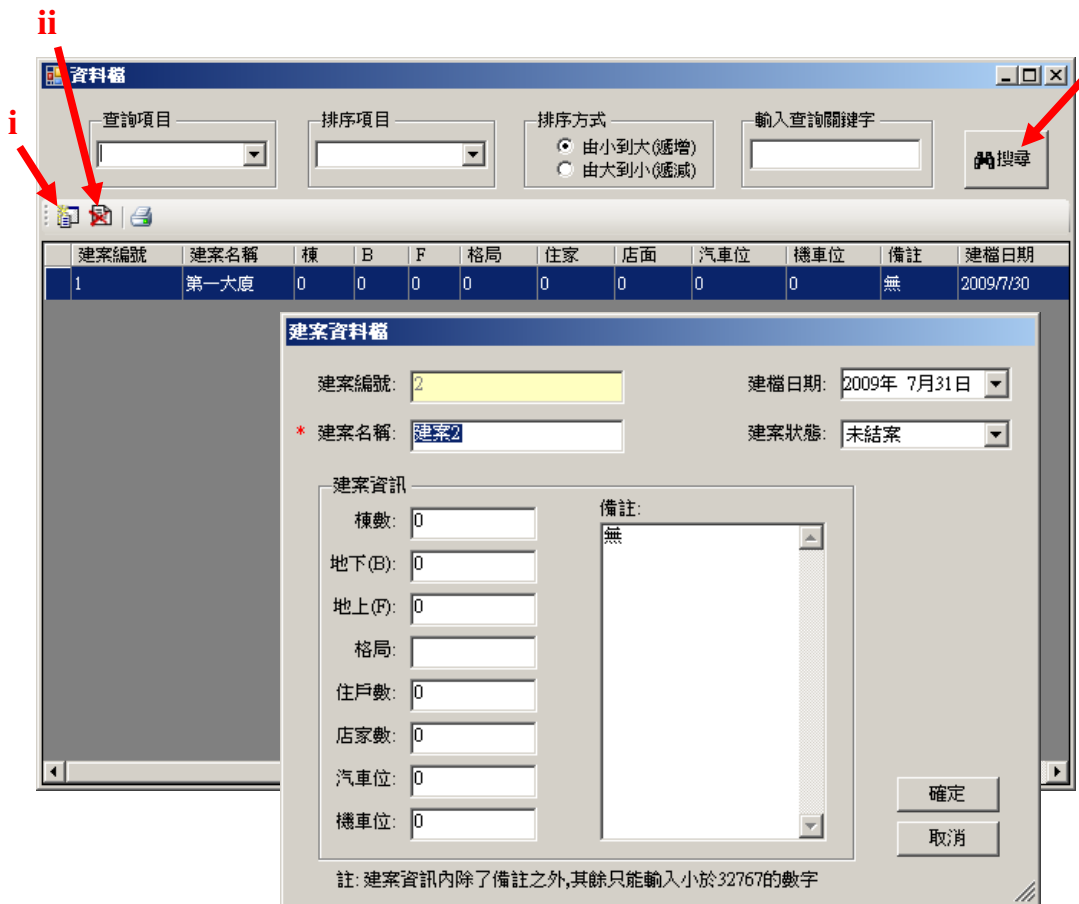 ii
資料檔
i
查詢項目
排序項目
排序方式
由小到大(遞增)
由大到小(遞減)
輸入查詢關鍵字
搜尋
建案編號 建案名稱 棟 B F 格局 住家 店面 汽車位 機車位 備註 建檔日期
1 第一大廈 0 0 0 0 0 0 0 0 無 2009/7/30
建案資料檔
建案編號: 2 建檔日期: 2009年 7月31日
* 建案名稱: 建案2 建案狀態: 未結案
建案資訊
棟數: 0
備註:
無
地下(B): 0
地上(F): 0
格局:
住戶數: 0
店家數: 0
汽車位: 0
機車位: 0
確定
取消
註: 建案資訊內除了備註之外,其餘只能輸入小於32767的數字